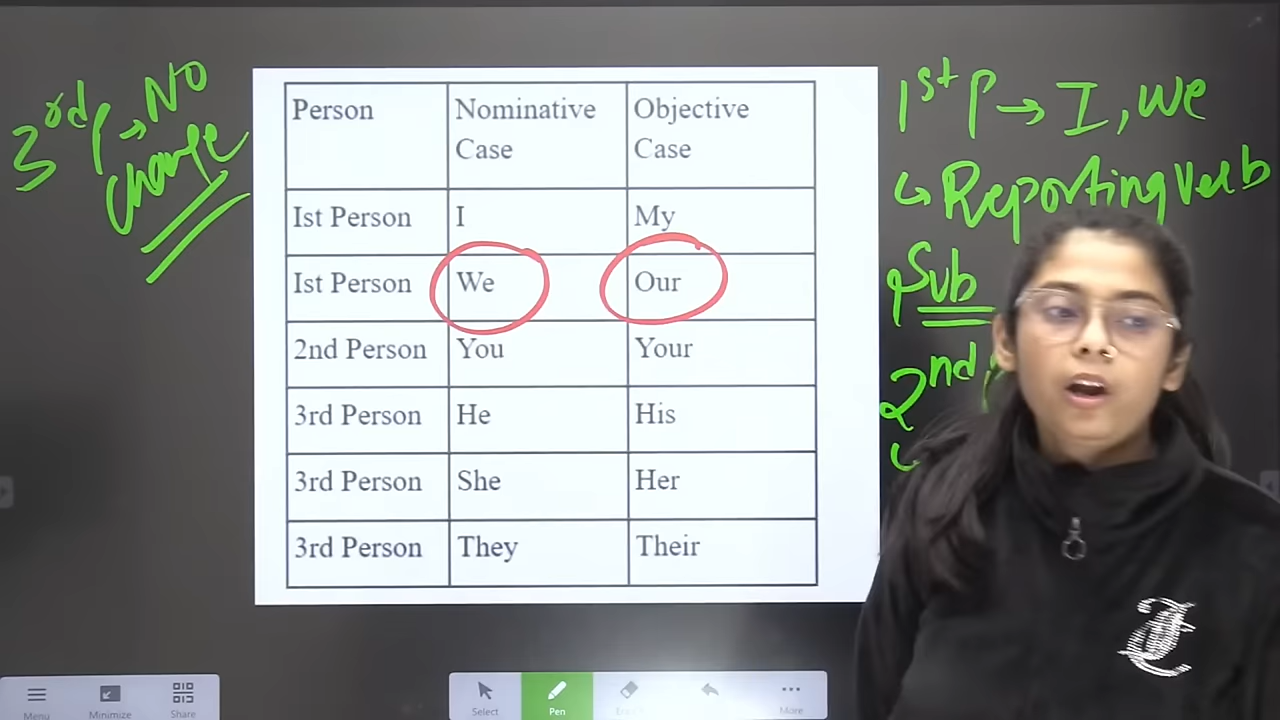 3rd P → No
change
Person Nominative Case Objective Case
Ist Person I My
Ist Person We Our
2nd Person You Your
3rd Person He His
3rd Person She Her
3rd Person They Their
1st P → I, we
↳ Reporting verb
Sub
2nd
Menu Minimize Share
Select Pen Eraser More